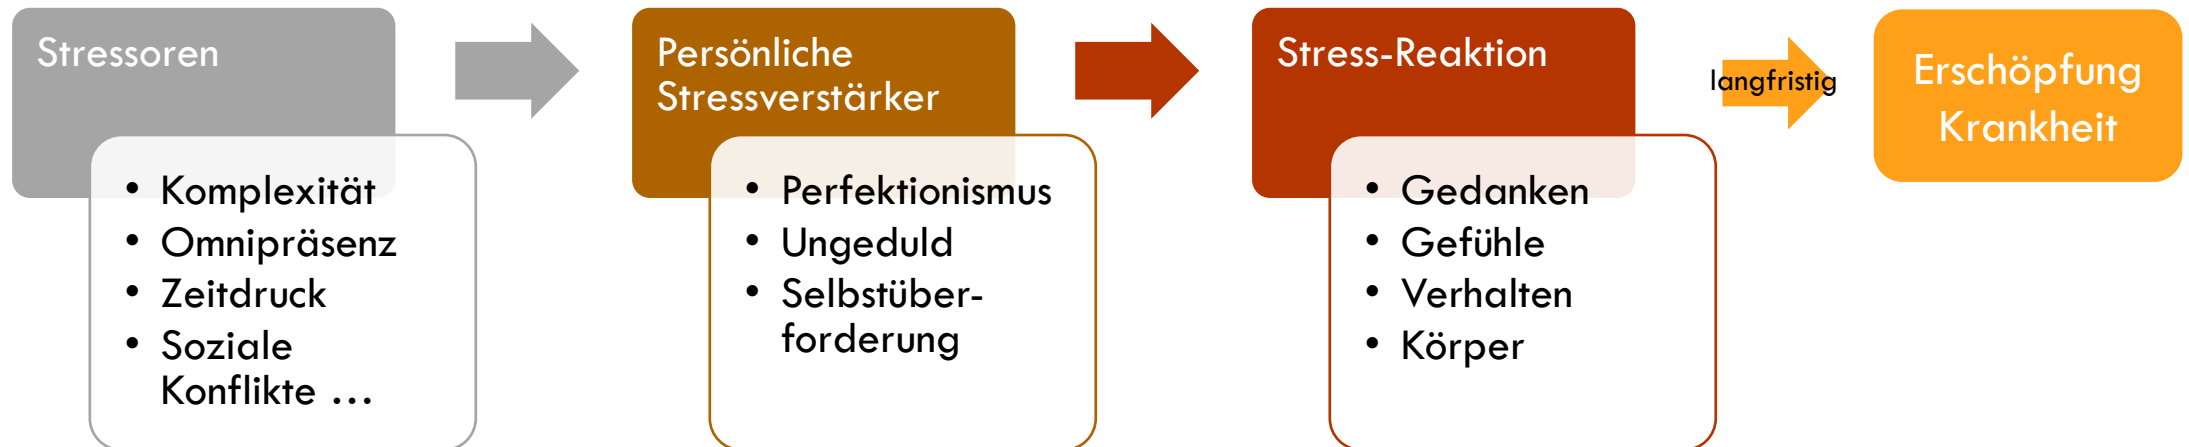 Stressoren
• Komplexität
• Omnipräsenz
• Zeitdruck
• Soziale
Konflikte …
Persönliche
Stressverstärker
• Perfektionismus
• Ungeduld
• Selbstüber-
forderung
Stress-Reaktion
• Gedanken
• Gefühle
• Verhalten
• Körper
langfristig
Erschöpfung
Krankheit